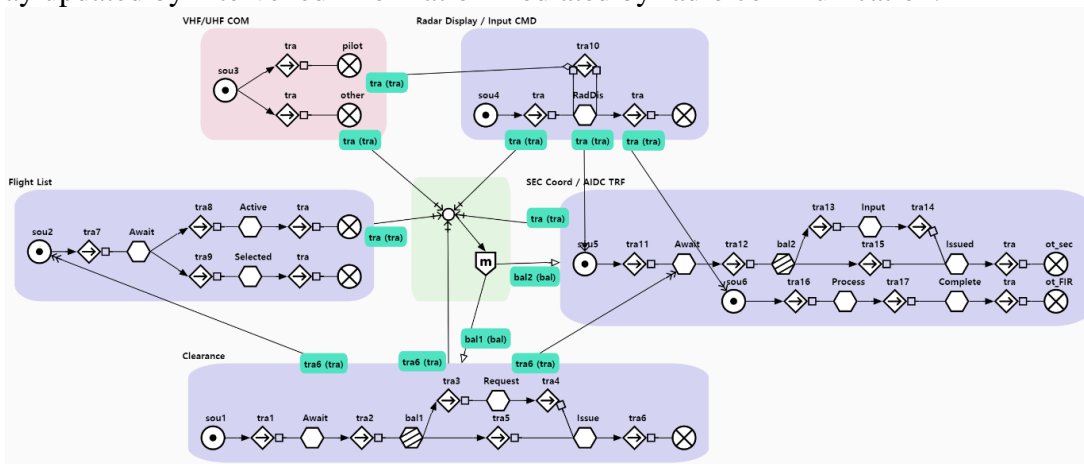 VHF/UHF COM
Radar Display / Input CMD
tra
pilot
tra10
sou3
tra (tra)
tra
other
sou4
tra
RadDis
tra
tra (tra)
tra (tra)
tra (tra)
tra (tra)
Flight List
SEC Coord / AIDC TRF
tra8
Active
tra
tra13
Input
tra14
sou2
tra7
Await
tra (tra)
tra (tra)
m
sou5
tra11
Await
tra12
bal2
tra15
Issued
tra
ot_sec
tra9
Selected
tra
bal2 (bal)
sou6
tra16
Process
tra17
Complete
tra
ot_FIR
bal1 (bal)
Clearance
tra6 (tra)
tra6 (tra)
tra6 (tra)
tra3
Request
tra4
sou1
tra1
Await
tra2
bal1
tra5
Issue
tra6